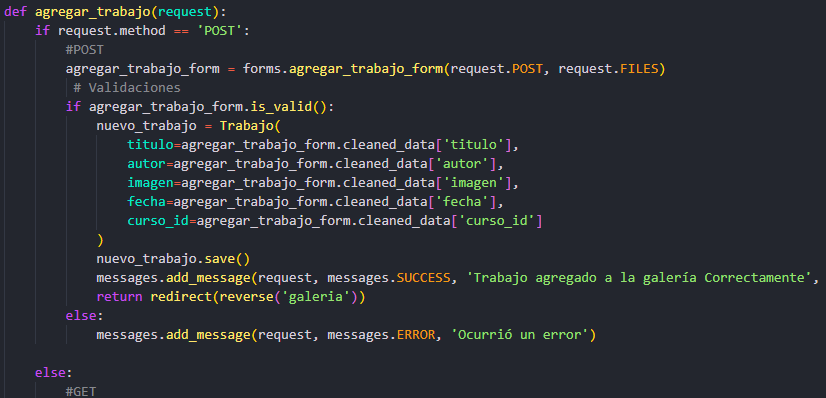 def agregar_trabajo(request):
    if request.method == 'POST':
        #POST
        agregar_trabajo_form = forms.agregar_trabajo_form(request.POST, request.FILES)
         # Validaciones
        if agregar_trabajo_form.is_valid():
            nuevo_trabajo = Trabajo(
                titulo=agregar_trabajo_form.cleaned_data['titulo'],
                autor=agregar_trabajo_form.cleaned_data['autor'],
                imagen=agregar_trabajo_form.cleaned_data['imagen'],
                fecha=agregar_trabajo_form.cleaned_data['fecha'],
                curso_id=agregar_trabajo_form.cleaned_data['curso_id']
            )
            nuevo_trabajo.save()
            messages.add_message(request, messages.SUCCESS, 'Trabajo agregado a la galería Correctamente',
            return redirect(reverse('galeria'))
        else:
            messages.add_message(request, messages.ERROR, 'Ocurrió un error')
    else:
        #GET